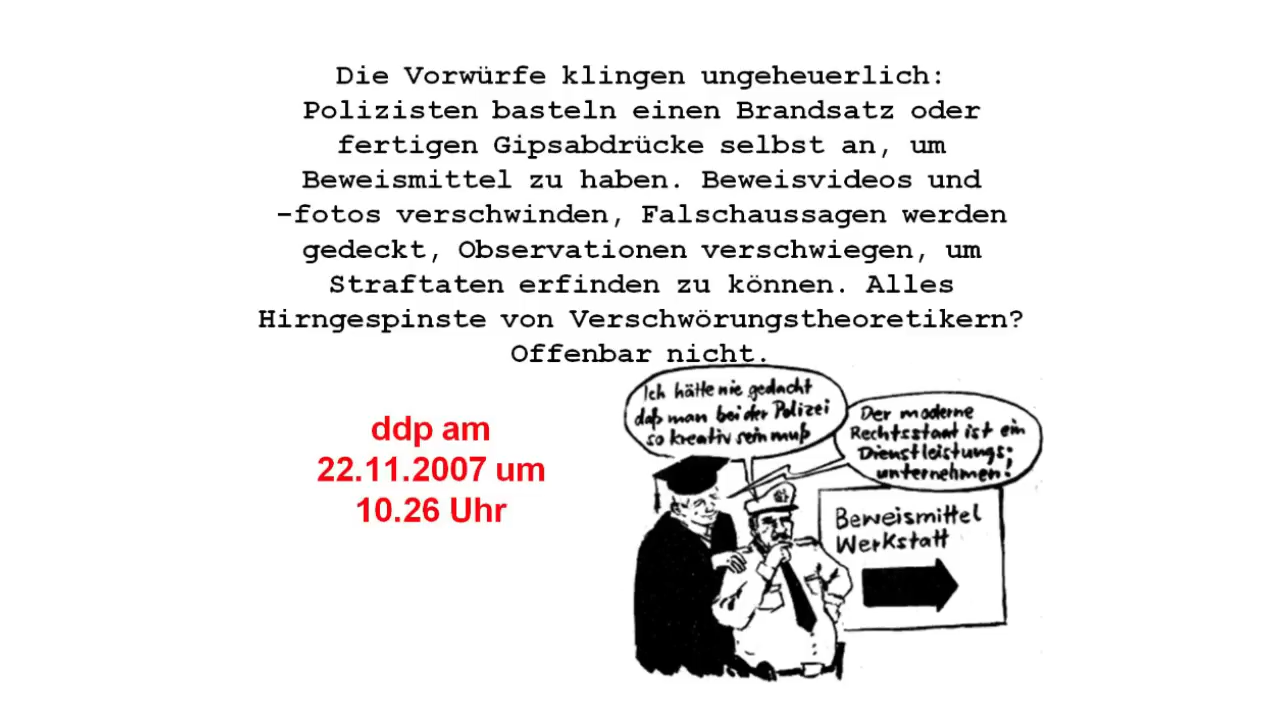 Die Vorwürfe klingen ungeheuerlich:
Polizisten basteln einen Brandsatz oder
fertigen Gipsabdrücke selbst an, um
Beweismittel zu haben. Beweisvideos und
-fotos verschwinden, Falschaussagen werden
gedeckt, Observationen verschwiegen, um
Straftaten erfinden zu können. Alles
Hirngespinste von Verschwörungstheoretikern?
Offenbar nicht.
ddp am
22.11.2007 um
10.26 Uhr
Ich hätte nie gedacht
daß man bei der Polizei
so kreativ sein muß
Der moderne
Rechtsstaat ist ein
Dienstleistungs-
unternehmen!
Beweismittel
Werkstatt